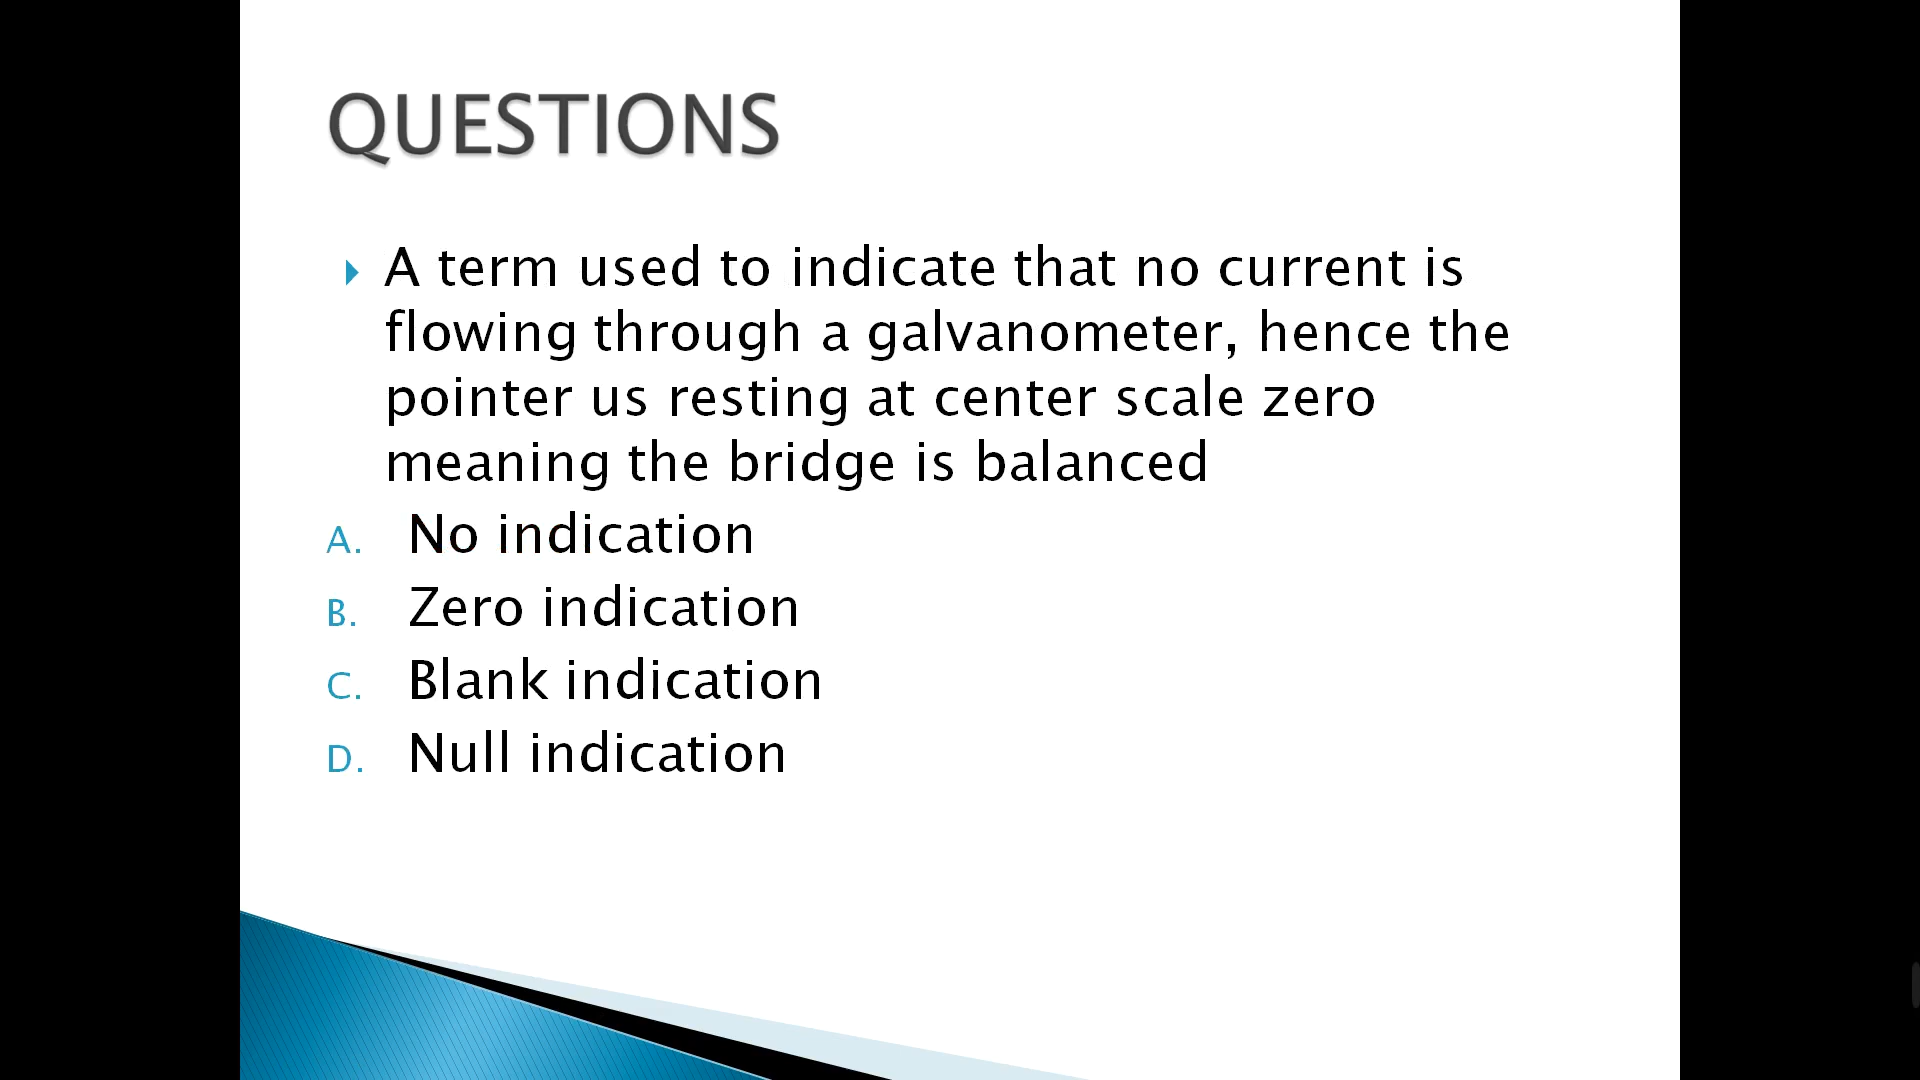 QUESTIONS
A term used to indicate that no current is
flowing through a galvanometer, hence the
pointer us resting at center scale zero
meaning the bridge is balanced
A. No indication
B. Zero indication
C. Blank indication
D. Null indication